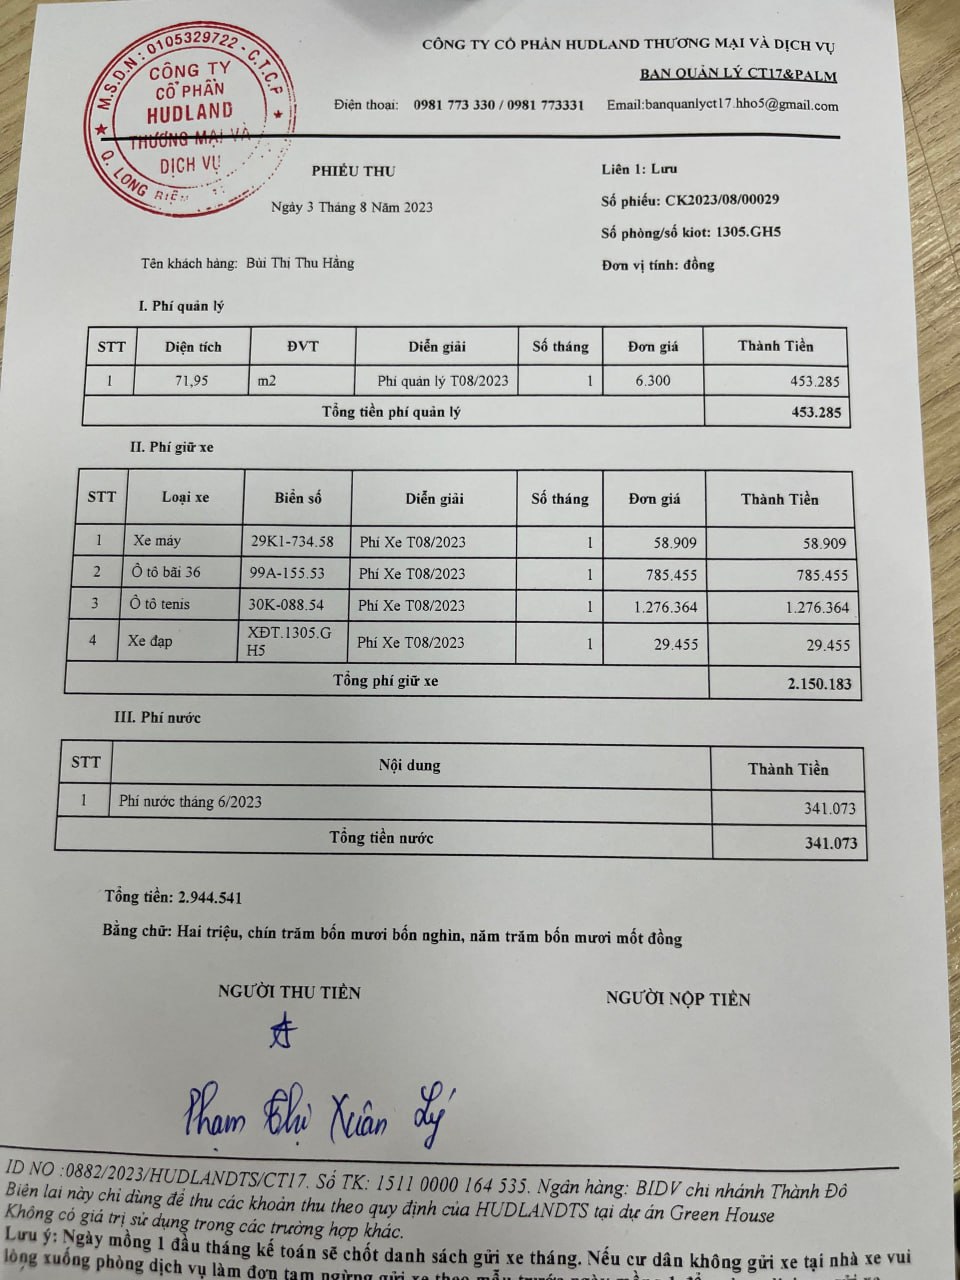 M.S.D.N: 0105329722 - C.T.C.P
CÔNG TY
CỔ PHẦN
HUDLAND
THƯƠNG MẠI VÀ
DỊCH VỤ
Q. LONG BIÊN
CÔNG TY CỔ PHẦN HUDLAND THƯƠNG MẠI VÀ DỊCH VỤ
BAN QUẢN LÝ CT17&PALM
Điện thoại: 0981 773 330 / 0981 773331 Email:banquanlyct17.hho5@gmail.com
PHIẾU THU
Ngày 3 Tháng 8 Năm 2023
Liên 1: Lưu
Số phiếu: CK2023/08/00029
Số phòng/số kiot: 1305.GH5
Đơn vị tính: đồng
Tên khách hàng: Bùi Thị Thu Hằng
I. Phí quản lý
STT Diện tích ĐVT Diễn giải Số tháng Đơn giá Thành Tiền
1 71,95 m2 Phí quản lý T08/2023 1 6.300 453.285
Tổng tiền phí quản lý 453.285
II. Phí giữ xe
STT Loại xe Biển số Diễn giải Số tháng Đơn giá Thành Tiền
1 Xe máy 29K1-734.58 Phí Xe T08/2023 1 58.909 58.909
2 Ô tô bãi 36 99A-155.53 Phí Xe T08/2023 1 785.455 785.455
3 Ô tô tenis 30K-088.54 Phí Xe T08/2023 1 1.276.364 1.276.364
4 Xe đạp XĐT.1305.G Phí Xe T08/2023 1 29.455 29.455
H5
Tổng phí giữ xe 2.150.183
III. Phí nước
STT Nội dung Thành Tiền
1 Phí nước tháng 6/2023 341.073
Tổng tiền nước 341.073
Tổng tiền: 2.944.541
Bằng chữ: Hai triệu, chín trăm bốn mươi bốn nghìn, năm trăm bốn mươi mốt đồng
NGƯỜI THU TIỀN NGƯỜI NỘP TIỀN
Phạm Thị Xuân Lý
ID NO :0882/2023/HUDLANDTS/CT17. Số TK: 1511 0000 164 535. Ngân hàng: BIDV chi nhánh Thành Đô
Biên lai này chỉ dùng để thu các khoản thu theo quy định của HUDLANDTS tại dự án Green House
Không có giá trị sử dụng trong các trường hợp khác.
Lưu ý: Ngày mồng 1 đầu tháng kế toán sẽ chốt danh sách gửi xe tháng. Nếu cư dân không gửi xe tại nhà xe vui
lòng xuống phòng dịch vụ làm đơn tạm ngừng gửi xe theo mẫu trước ngày mồng 1